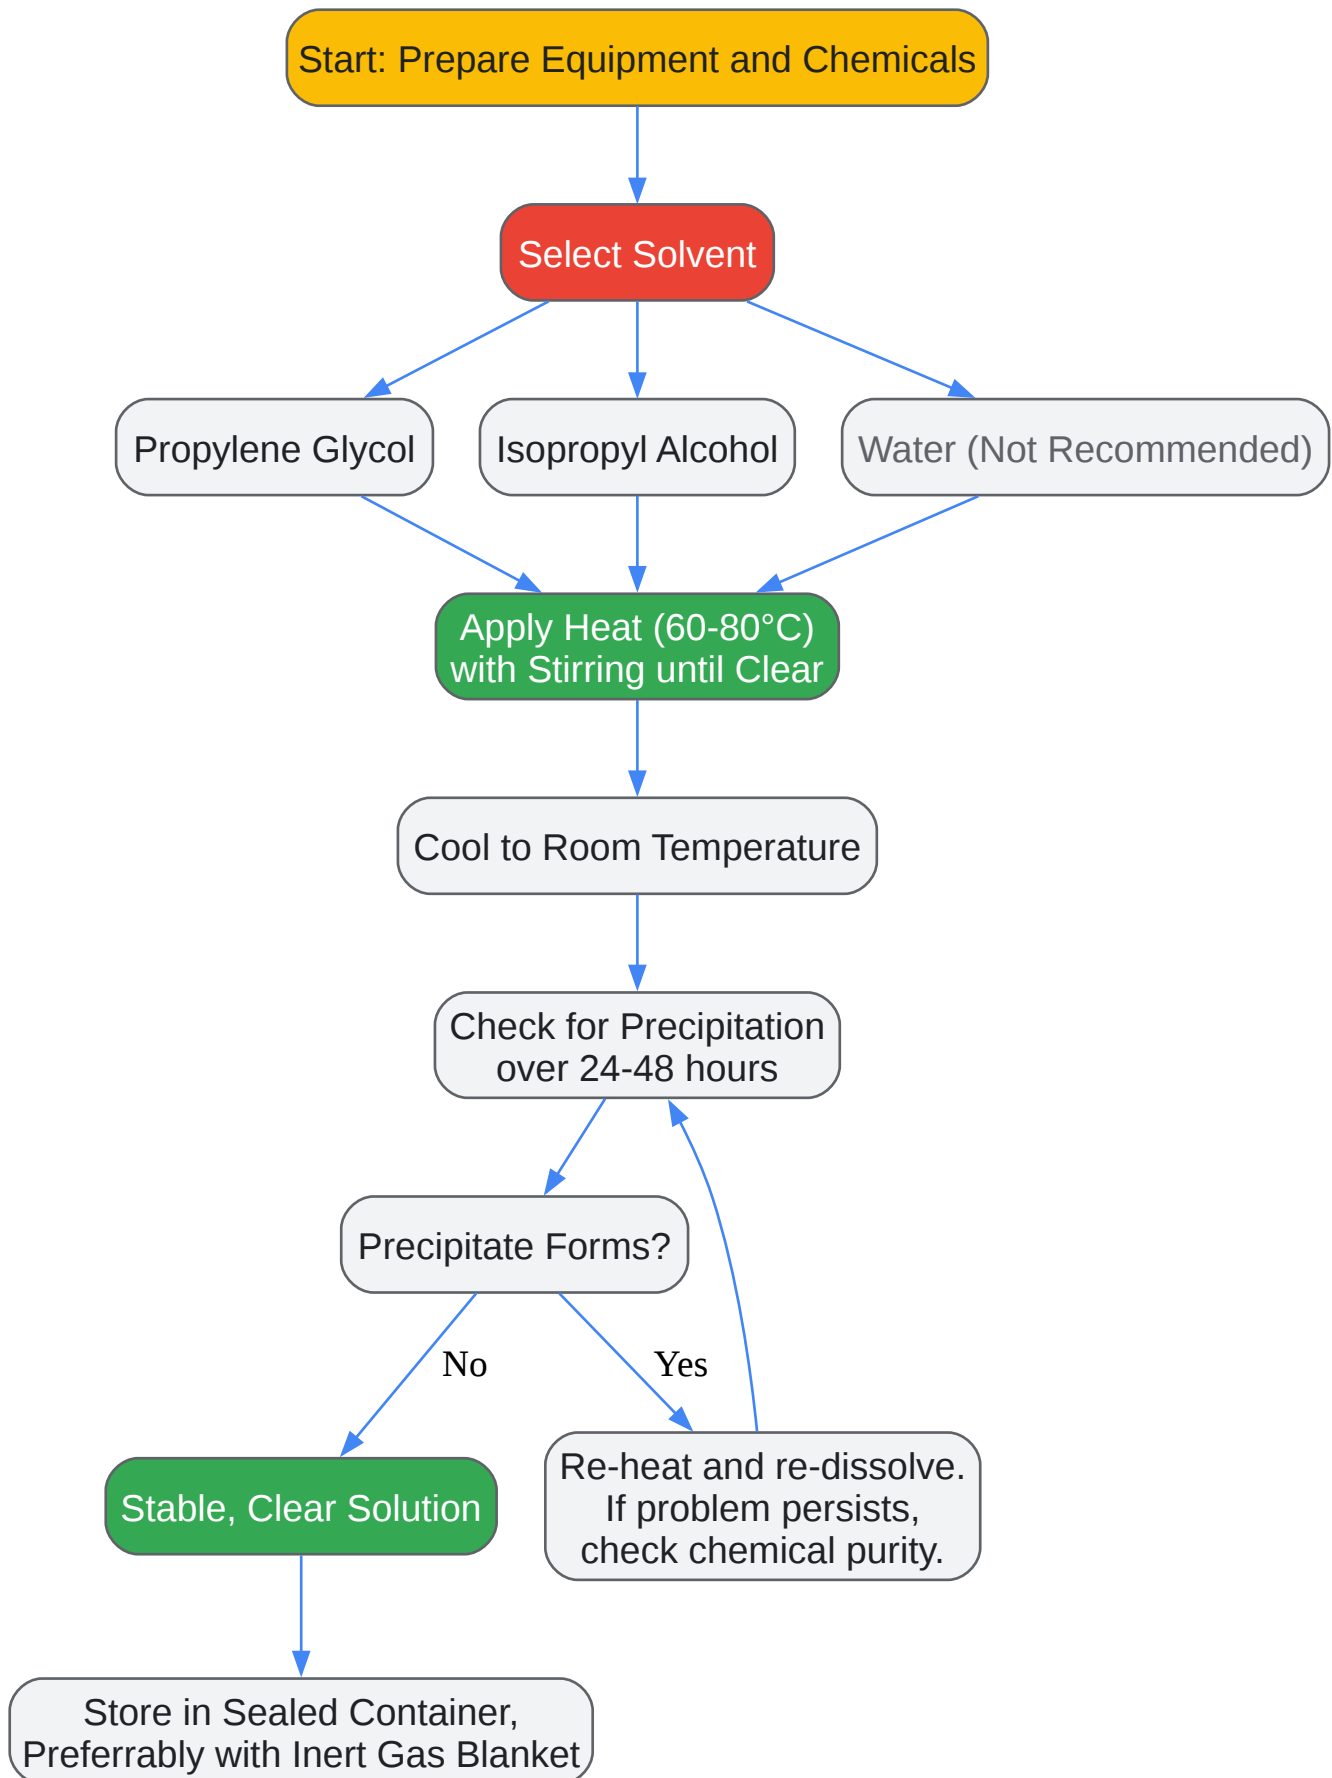 Start: Prepare Equipment and Chemicals
Select Solvent
Propylene Glycol
Isopropyl Alcohol
Water (Not Recommended)
Apply Heat (60-80°C)
with Stirring until Clear
Cool to Room Temperature
Check for Precipitation
over 24-48 hours
Precipitate Forms?
No
Yes
Stable, Clear Solution
Re-heat and re-dissolve.
If problem persists,
check chemical purity.
Store in Sealed Container,
Preferrably with Inert Gas Blanket